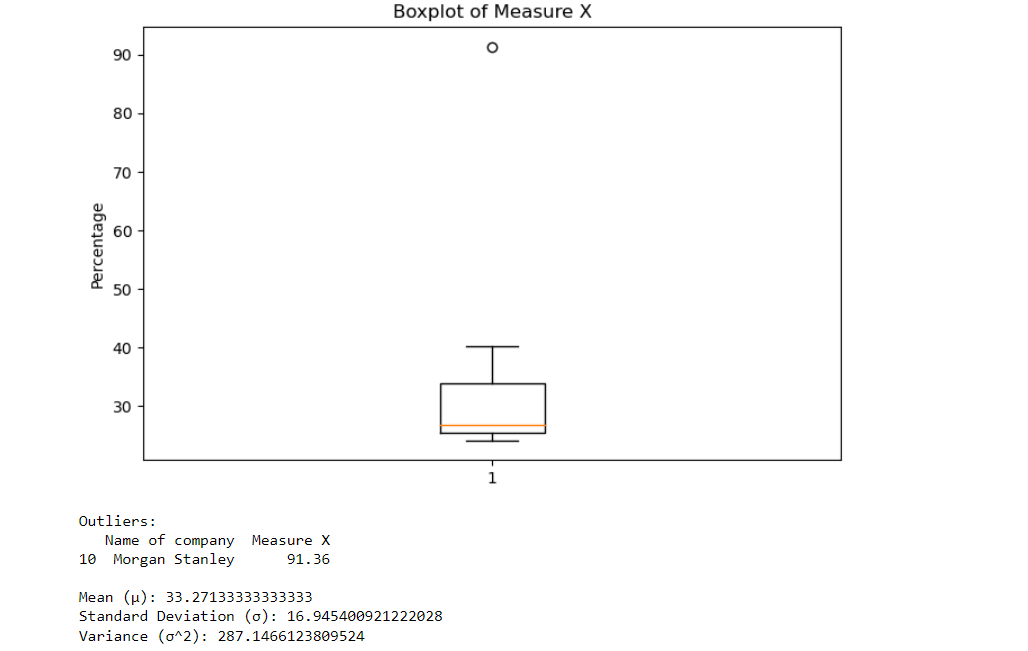 Boxplot of Measure X
90
80
70
60
50
40
30
Percentage
1
Outliers:
Name of company Measure X
10 Morgan Stanley 91.36
Mean (μ): 33.27133333333333
Standard Deviation (σ): 16.945400921222028
Variance (σ^2): 287.1466123809524